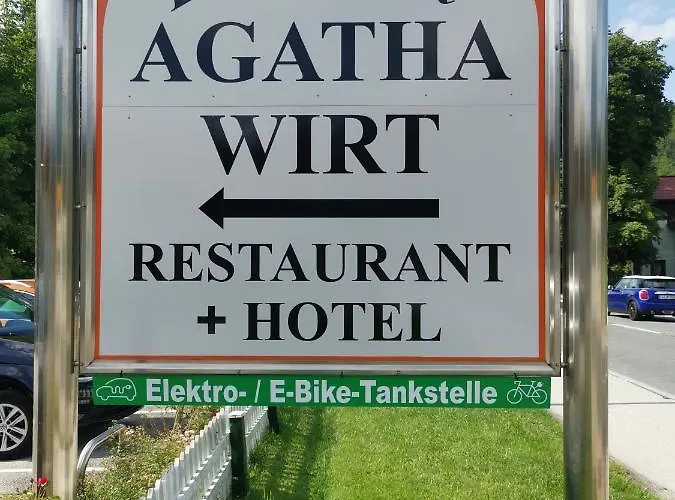 AGATHA
WIRT
RESTAURANT
+ HOTEL
Elektro- / E-Bike-Tankstelle